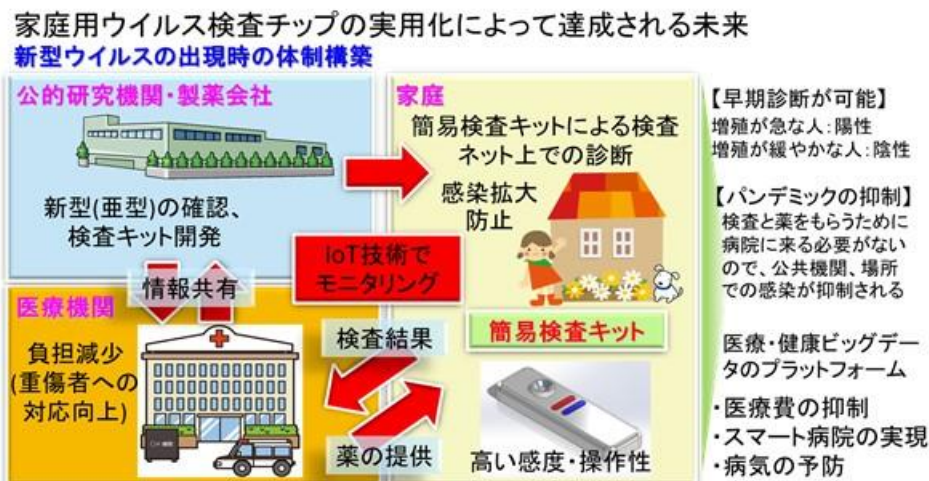 家庭用ウイルス検査チップの実用化によって達成される未来
新型ウイルスの出現時の体制構築
公的研究機関・製薬会社
新型(亜型)の確認、
検査キット開発
情報共有
医療機関
負担減少
(重傷者への
対応向上)
IoT技術で
モニタリング
検査結果
薬の提供
家庭
簡易検査キットによる検査
ネット上での診断
感染拡大
防止
簡易検査キット
高い感度・操作性
【早期診断が可能】
増殖が急な人：陽性
増殖が緩やかな人：陰性
【パンデミックの抑制】
検査と薬をもらうために
病院に来る必要がない
ので、公共機関、場所
での感染が抑制される
医療・健康ビッグデー
タのプラットフォーム
・医療費の抑制
・スマート病院の実現
・病気の予防